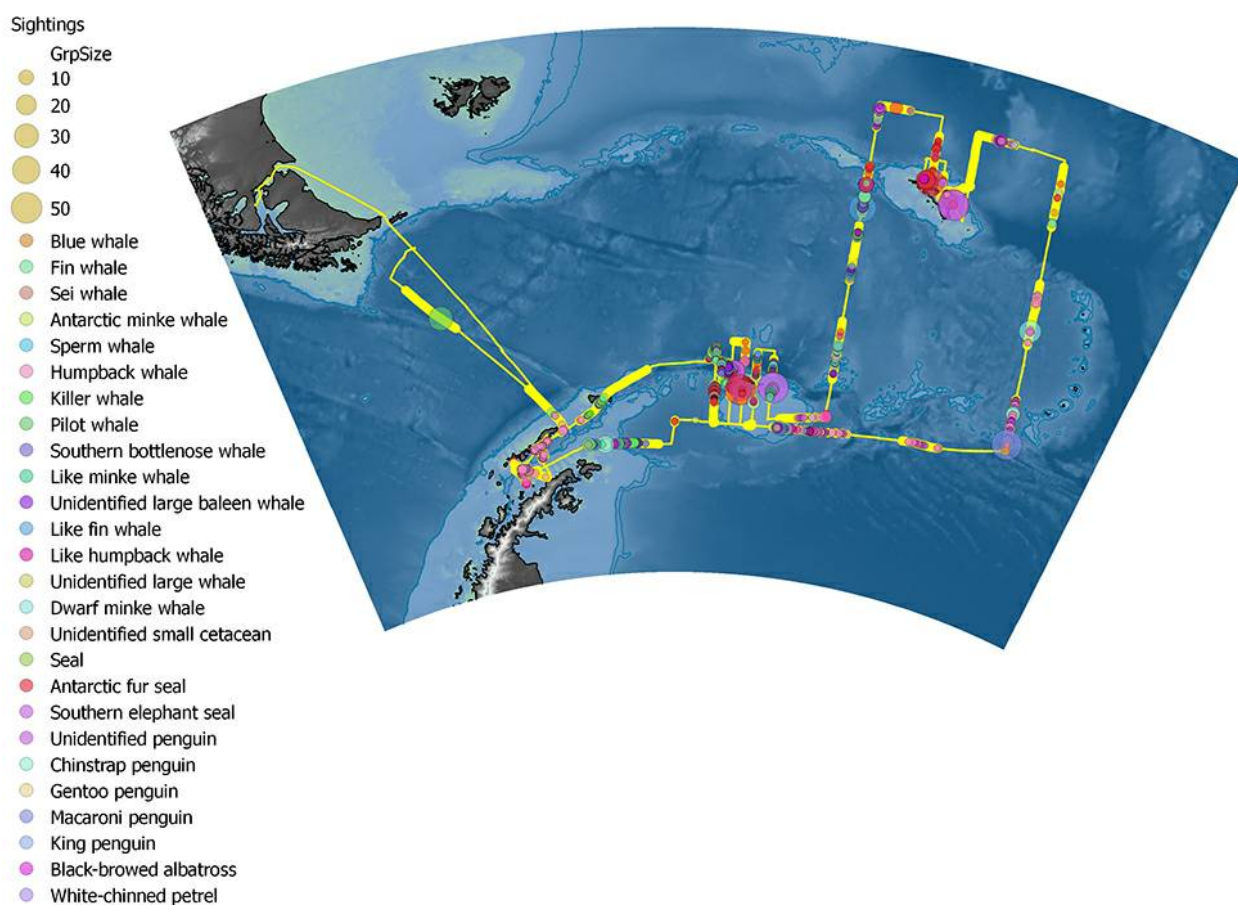 Sightings
GrpSize
10
20
30
40
50
Blue whale
Fin whale
Sei whale
Antarctic minke whale
Sperm whale
Humpback whale
Killer whale
Pilot whale
Southern bottlenose whale
Like minke whale
Unidentified large baleen whale
Like fin whale
Like humpback whale
Unidentified large whale
Dwarf minke whale
Unidentified small cetacean
Seal
Antarctic fur seal
Southern elephant seal
Unidentified penguin
Chinstrap penguin
Gentoo penguin
Macaroni penguin
King penguin
Black-browed albatross
White-chinned petrel